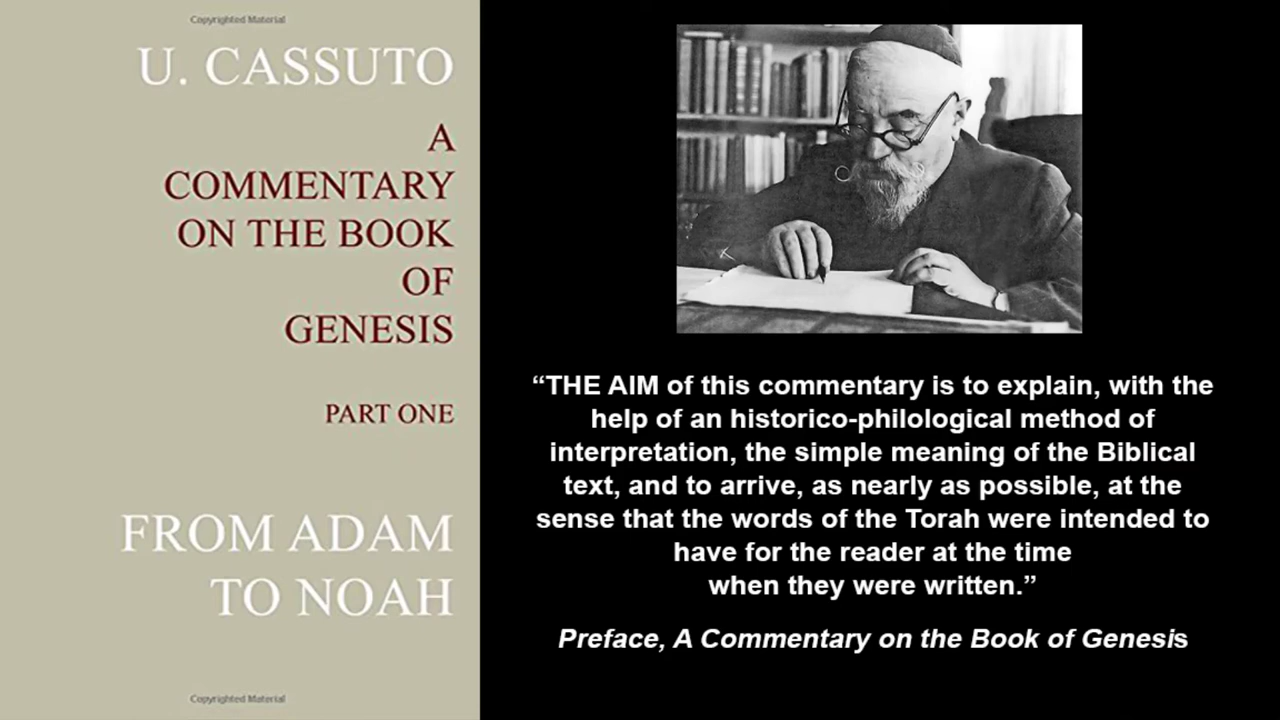 Copyrighted Material
U. CASSUTO
A
COMMENTARY
ON THE BOOK
OF
GENESIS
PART ONE
FROM ADAM
TO NOAH
Copyrighted Material
“THE AIM of this commentary is to explain, with the
help of an historico-philological method of
interpretation, the simple meaning of the Biblical
text, and to arrive, as nearly as possible, at the
sense that the words of the Torah were intended to
have for the reader at the time
when they were written.”
Preface, A Commentary on the Book of Genesis